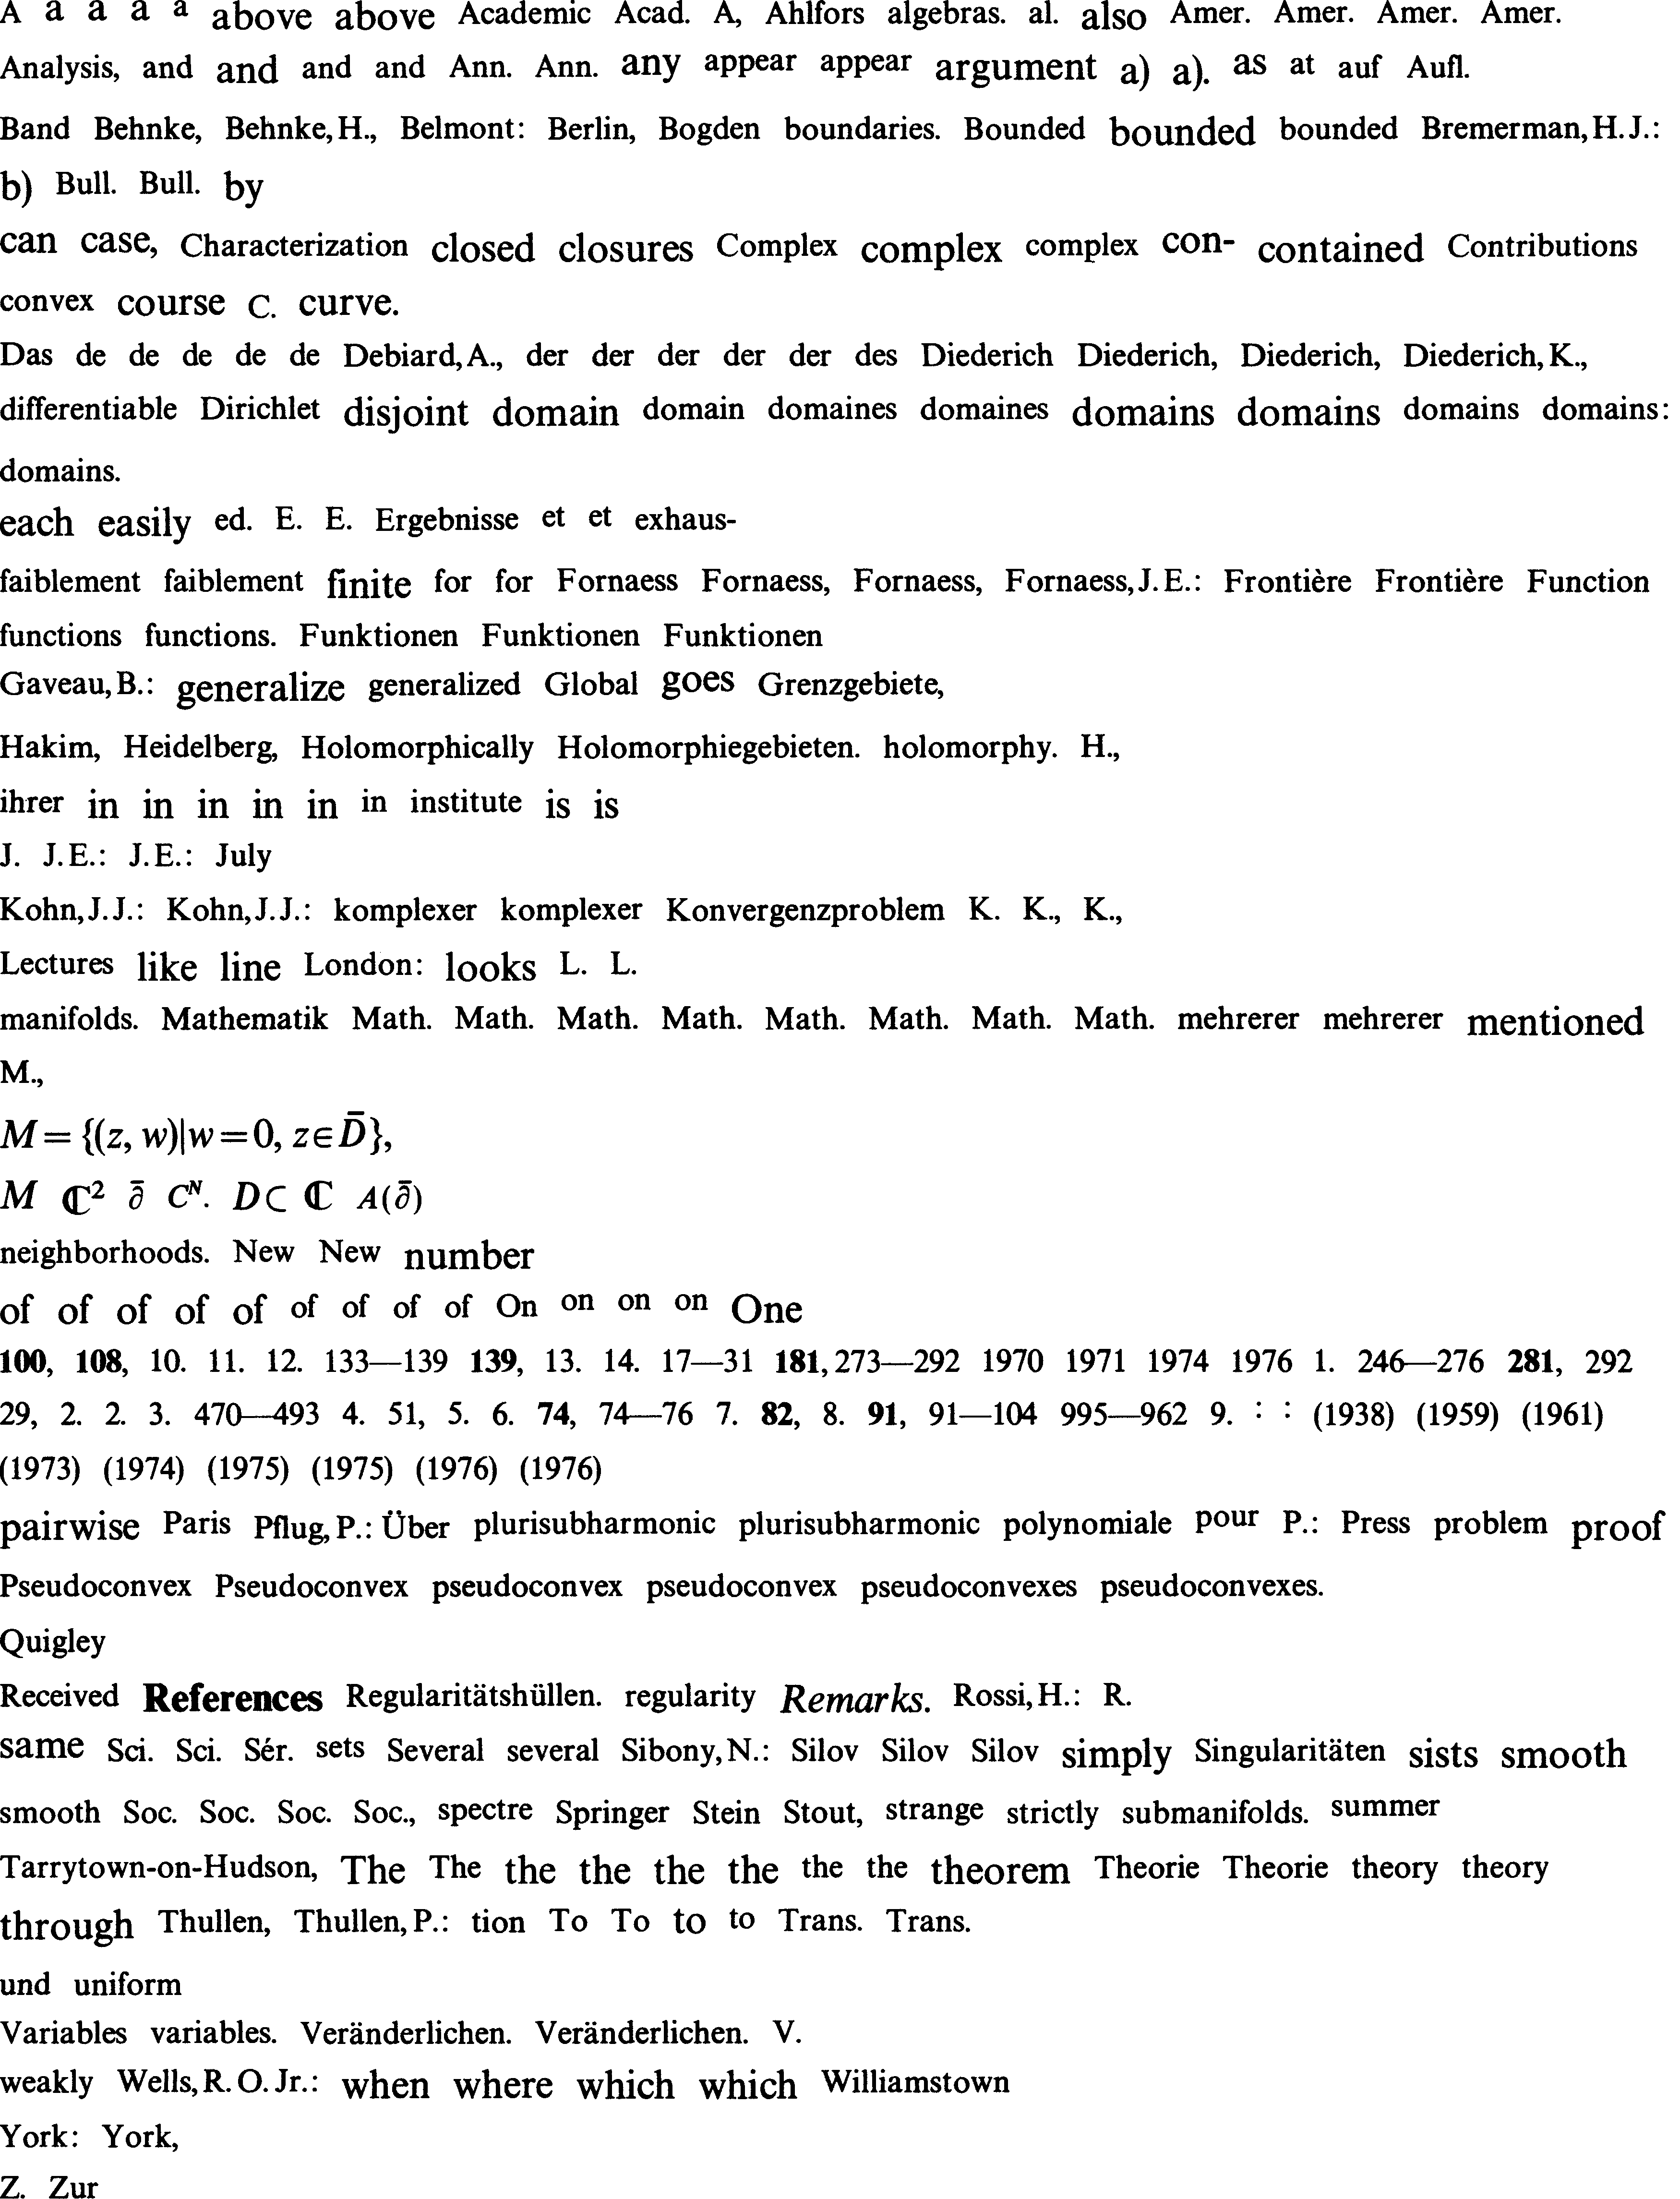 A a a a a above above Academic Acad. A, Ahlfors algebras. al. also Amer. Amer. Amer. Amer.
Analysis, and and and and Ann. Ann. any appear appear argument a) a). as at auf Aufl.
Band Behnke, Behnke,H., Belmont: Berlin, Bogden boundaries. Bounded bounded bounded Bremerman,H.J.:
b) Bull. Bull. by
can case, Characterization closed closures Complex complex complex con- contained Contributions
convex course C. curve.
Das de de de de de Debiard,A., der der der der der des Diederich Diederich, Diederich, Diederich,K.,
differentiable Dirichlet disjoint domain domain domaines domaines domains domains domains domains:
domains.
each easily ed. E. E. Ergebnisse et et exhaus-
faiblement faiblement finite for for Fornaess Fornaess, Fornaess, Fornaess,J.E.: Frontière Frontière Function
functions functions. Funktionen Funktionen Funktionen
Gaveau,B.: generalize generalized Global goes Grenzgebiete,
Hakim, Heidelberg, Holomorphically Holomorphiegebieten. holomorphy. H.,
ihrer in in in in in in institute is is
J. J.E.: J.E.: July
Kohn,J.J.: Kohn,J.J.: komplexer komplexer Konvergenzproblem K. K., K.,
Lectures like line London: looks L. L.
manifolds. Mathematik Math. Math. Math. Math. Math. Math. Math. Math. mehrerer mehrerer mentioned
M.,
M = {(z, w)|w=0, z∈D̄},
M ℂ² ∂̄ Cᴺ. D⊂ ℂ A(∂̄)
neighborhoods. New New number
of of of of of of of of of On on on on One
100, 108, 10. 11. 12. 133—139 139, 13. 14. 17—31 181, 273—292 1970 1971 1974 1976 1. 246—276 281, 292
29, 2. 2. 3. 470—493 4. 51, 5. 6. 74, 74—76 7. 82, 8. 91, 91—104 995—962 9. : : (1938) (1959) (1961)
(1973) (1974) (1975) (1975) (1976) (1976)
pairwise Paris Pflug,P.: Über plurisubharmonic plurisubharmonic polynomiale pour P.: Press problem proof
Pseudoconvex Pseudoconvex pseudoconvex pseudoconvex pseudoconvexes pseudoconvexes.
Quigley
Received References Regularitätshüllen. regularity Remarks. Rossi,H.: R.
same Sci. Sci. Sér. sets Several several Sibony,N.: Silov Silov Silov simply Singularitäten sists smooth
smooth Soc. Soc. Soc. Soc., spectre Springer Stein Stout, strange strictly submanifolds. summer
Tarrytown-on-Hudson, The The the the the the the the theorem Theorie Theorie theory theory
through Thullen, Thullen,P.: tion To To to to Trans. Trans.
und uniform
Variables variables. Veränderlichen. Veränderlichen. V.
weakly Wells,R.O.Jr.: when where which which Williamstown
York: York,
Z. Zur